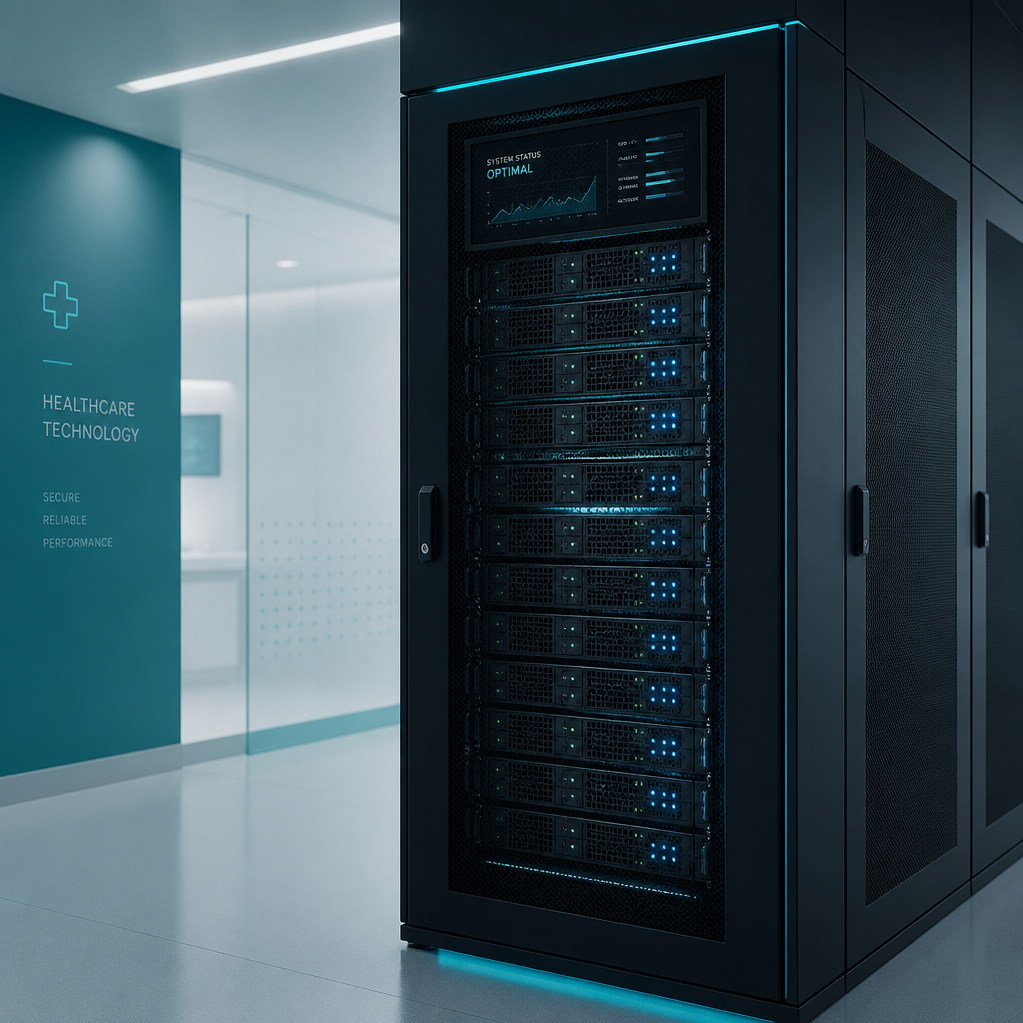 HEALTHCARE
TECHNOLOGY
SECURE
RELIABLE
PERFORMANCE
SYSTEM STATUS
OPTIMAL